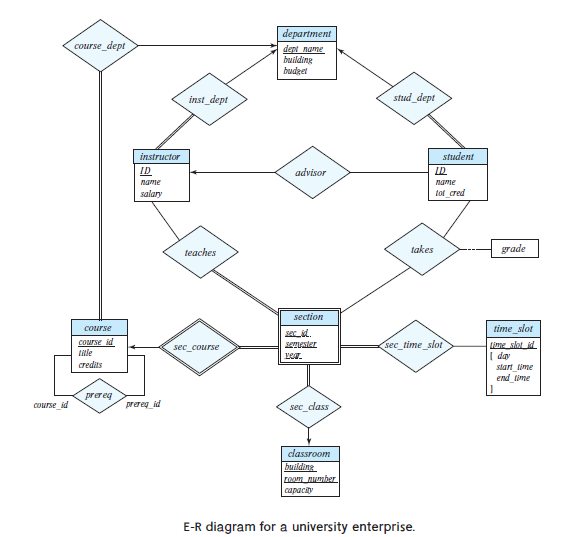 department
course_dept
dept_name
building
budget
inst_dept
stud_dept
instructor
ID
name
salary
advisor
student
ID
name
tot_cred
teaches
takes
grade
section
sec_id
semester
year
course
course_id
title
credits
sec_course
sec_time_slot
time_slot
time_slot_id
{ day
start_time
end_time
}
prereq
course_id
prereq_id
sec_class
classroom
building
room_number
capacity
E-R diagram for a university enterprise.